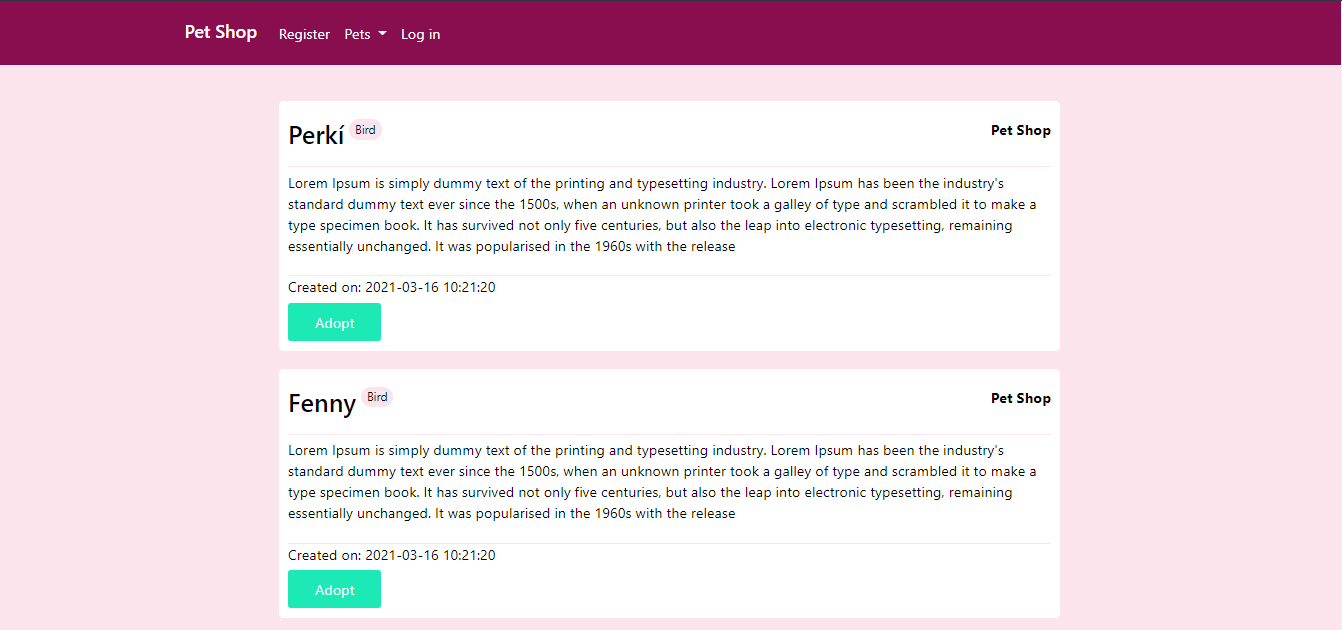 Pet Shop Register Pets Log in
Perkí Bird Pet Shop
Lorem Ipsum is simply dummy text of the printing and typesetting industry. Lorem Ipsum has been the industry's
standard dummy text ever since the 1500s, when an unknown printer took a galley of type and scrambled it to make a
type specimen book. It has survived not only five centuries, but also the leap into electronic typesetting, remaining
essentially unchanged. It was popularised in the 1960s with the release
Created on: 2021-03-16 10:21:20
Adopt
Fenny Bird Pet Shop
Lorem Ipsum is simply dummy text of the printing and typesetting industry. Lorem Ipsum has been the industry's
standard dummy text ever since the 1500s, when an unknown printer took a galley of type and scrambled it to make a
type specimen book. It has survived not only five centuries, but also the leap into electronic typesetting, remaining
essentially unchanged. It was popularised in the 1960s with the release
Created on: 2021-03-16 10:21:20
Adopt